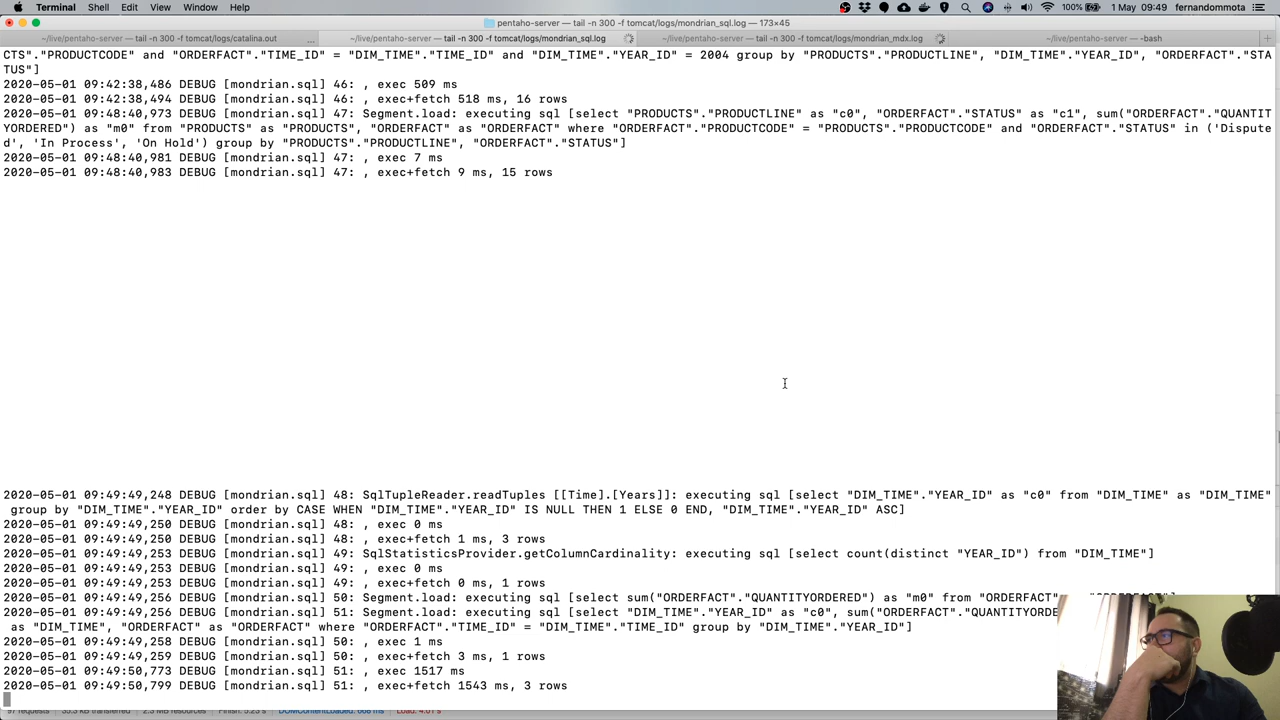 Terminal Shell Edit View Window Help 100% 1 May 09:49 fernandommota
pentaho-server — tail -n 300 -f tomcat/logs/mondrian_sql.log — 173×45
~/live/pentaho-server — tail -n 300 -f tomcat/logs/catalina.out ... ~/live/pentaho-server — tail -n 300 -f tomcat/logs/mondrian_sql.log ~/live/pentaho-server — tail -n 300 -f tomcat/logs/mondrian_mdx.log ~/live/pentaho-server — -bash
CTS"."PRODUCTCODE" and "ORDERFACT"."TIME_ID" = "DIM_TIME"."TIME_ID" and "DIM_TIME"."YEAR_ID" = 2004 group by "PRODUCTS"."PRODUCTLINE", "DIM_TIME"."YEAR_ID", "ORDERFACT"."STA
TUS"]
2020-05-01 09:42:38,486 DEBUG [mondrian.sql] 46: , exec 509 ms
2020-05-01 09:42:38,494 DEBUG [mondrian.sql] 46: , exec+fetch 518 ms, 16 rows
2020-05-01 09:48:40,973 DEBUG [mondrian.sql] 47: Segment.load: executing sql [select "PRODUCTS"."PRODUCTLINE" as "c0", "ORDERFACT"."STATUS" as "c1", sum("ORDERFACT"."QUANTIT
YORDERED") as "m0" from "PRODUCTS" as "PRODUCTS", "ORDERFACT" as "ORDERFACT" where "ORDERFACT"."PRODUCTCODE" = "PRODUCTS"."PRODUCTCODE" and "ORDERFACT"."STATUS" in ('Dispute
d', 'In Process', 'On Hold') group by "PRODUCTS"."PRODUCTLINE", "ORDERFACT"."STATUS"]
2020-05-01 09:48:40,981 DEBUG [mondrian.sql] 47: , exec 7 ms
2020-05-01 09:48:40,983 DEBUG [mondrian.sql] 47: , exec+fetch 9 ms, 15 rows
2020-05-01 09:49:49,248 DEBUG [mondrian.sql] 48: SqlTupleReader.readTuples [[Time].[Years]]: executing sql [select "DIM_TIME"."YEAR_ID" as "c0" from "DIM_TIME" as "DIM_TIME"
group by "DIM_TIME"."YEAR_ID" order by CASE WHEN "DIM_TIME"."YEAR_ID" IS NULL THEN 1 ELSE 0 END, "DIM_TIME"."YEAR_ID" ASC]
2020-05-01 09:49:49,250 DEBUG [mondrian.sql] 48: , exec 0 ms
2020-05-01 09:49:49,250 DEBUG [mondrian.sql] 48: , exec+fetch 1 ms, 3 rows
2020-05-01 09:49:49,253 DEBUG [mondrian.sql] 49: SqlStatisticsProvider.getColumnCardinality: executing sql [select count(distinct "YEAR_ID") from "DIM_TIME"]
2020-05-01 09:49:49,253 DEBUG [mondrian.sql] 49: , exec 0 ms
2020-05-01 09:49:49,253 DEBUG [mondrian.sql] 49: , exec+fetch 0 ms, 1 rows
2020-05-01 09:49:49,256 DEBUG [mondrian.sql] 50: Segment.load: executing sql [select sum("ORDERFACT"."QUANTITYORDERED") as "m0" from "ORDERFACT"
2020-05-01 09:49:49,256 DEBUG [mondrian.sql] 51: Segment.load: executing sql [select "DIM_TIME"."YEAR_ID" as "c0", sum("ORDERFACT"."QUANTITYORDE
as "DIM_TIME", "ORDERFACT" as "ORDERFACT" where "ORDERFACT"."TIME_ID" = "DIM_TIME"."TIME_ID" group by "DIM_TIME"."YEAR_ID"]
2020-05-01 09:49:49,258 DEBUG [mondrian.sql] 50: , exec 1 ms
2020-05-01 09:49:49,259 DEBUG [mondrian.sql] 50: , exec+fetch 3 ms, 1 rows
2020-05-01 09:49:50,773 DEBUG [mondrian.sql] 51: , exec 1517 ms
2020-05-01 09:49:50,799 DEBUG [mondrian.sql] 51: , exec+fetch 1543 ms, 3 rows